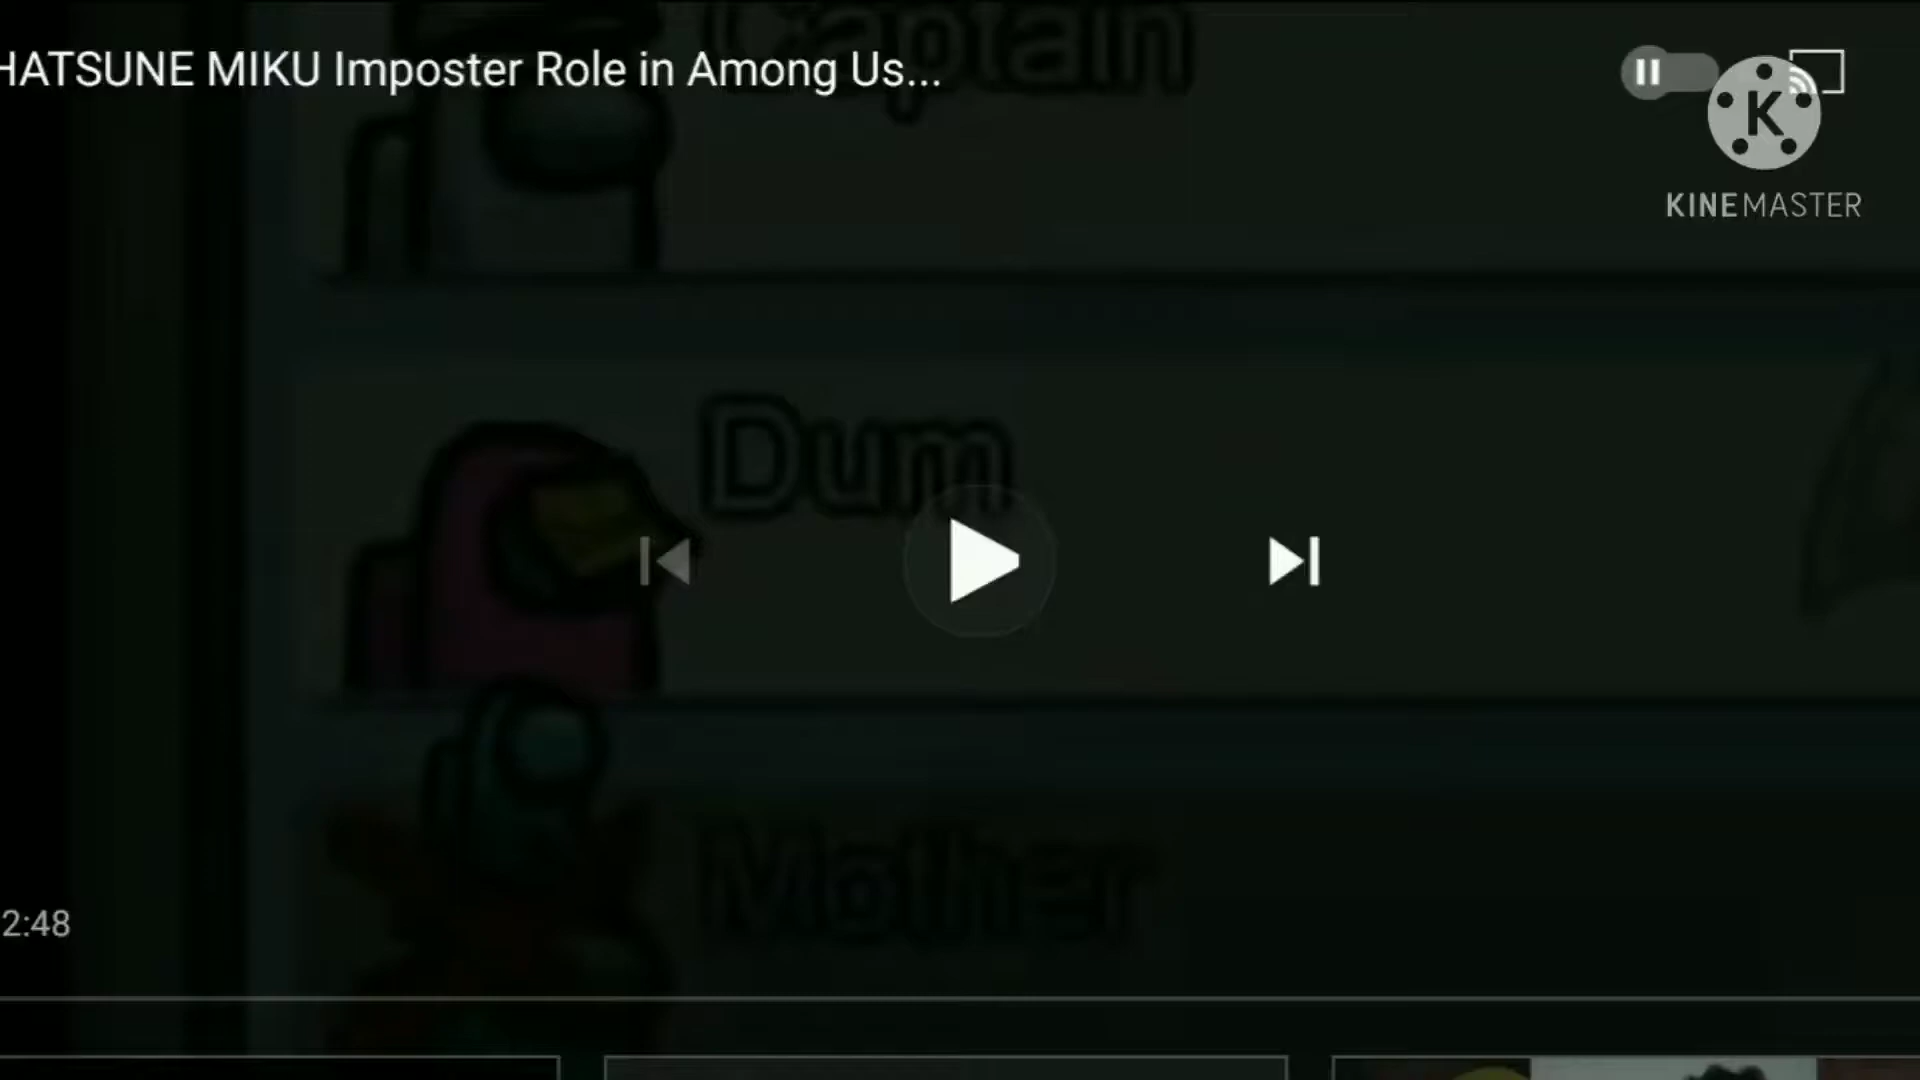 Captain
HATSUNE MIKU Imposter Role in Among Us...
K
KINEMASTER
Dum
Mother
2:48